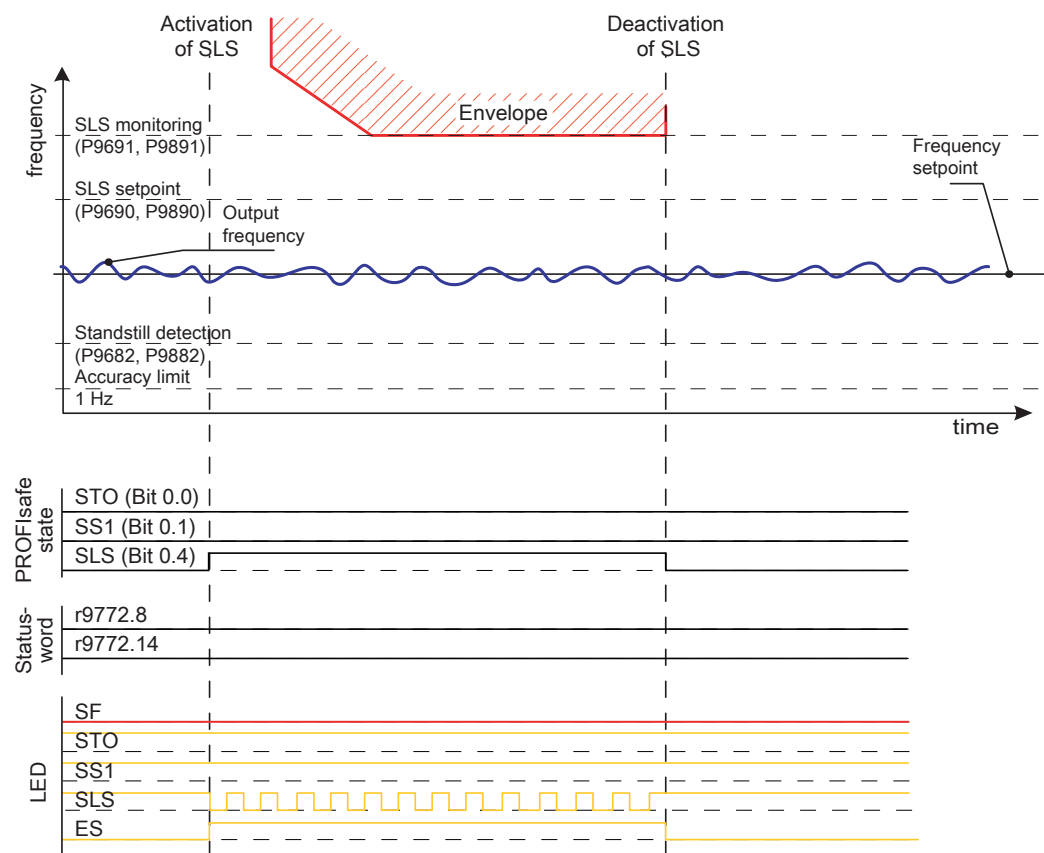 Activation
of SLS
Deactivation
of SLS
Envelope
frequency
SLS monitoring
(P9691, P9891)
Frequency
setpoint
SLS setpoint
(P9690, P9890)
Output
frequency
Standstill detection
(P9682, P9882)
Accuracy limit
1 Hz
time
PROFIsafe
state
STO (Bit 0.0)
SS1 (Bit 0.1)
SLS (Bit 0.4)
Status-
word
r9772.8
r9772.14
LED
SF
STO
SS1
SLS
ES